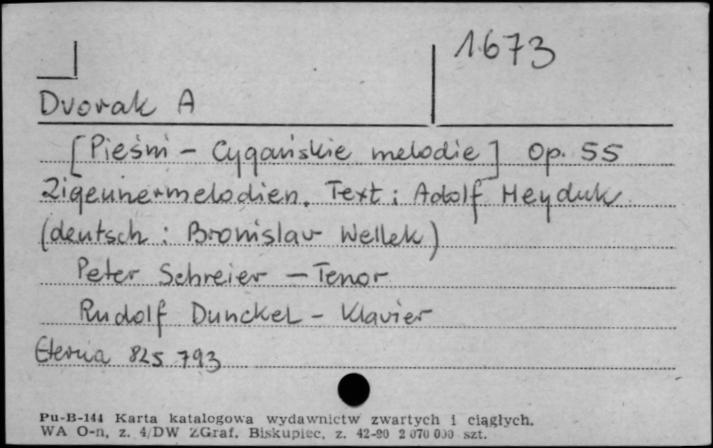 1673
Dvorak A
[Pieśni - Cygańskie melodie] Op. 55
Zigeunermelodien. Text: Adolf Heyduk
(deutsch: Bronislav Wellek)
Peter Schreier - Tenor
Rudolf Dunckel - Klavier
Eterna 825 793
Pu-B-144 Karta katalogowa wydawnictw zwartych i ciągłych.
WA O-n, z. 4/DW ZGraf. Biskupiec, z. 42-80 2 070 000 szt.